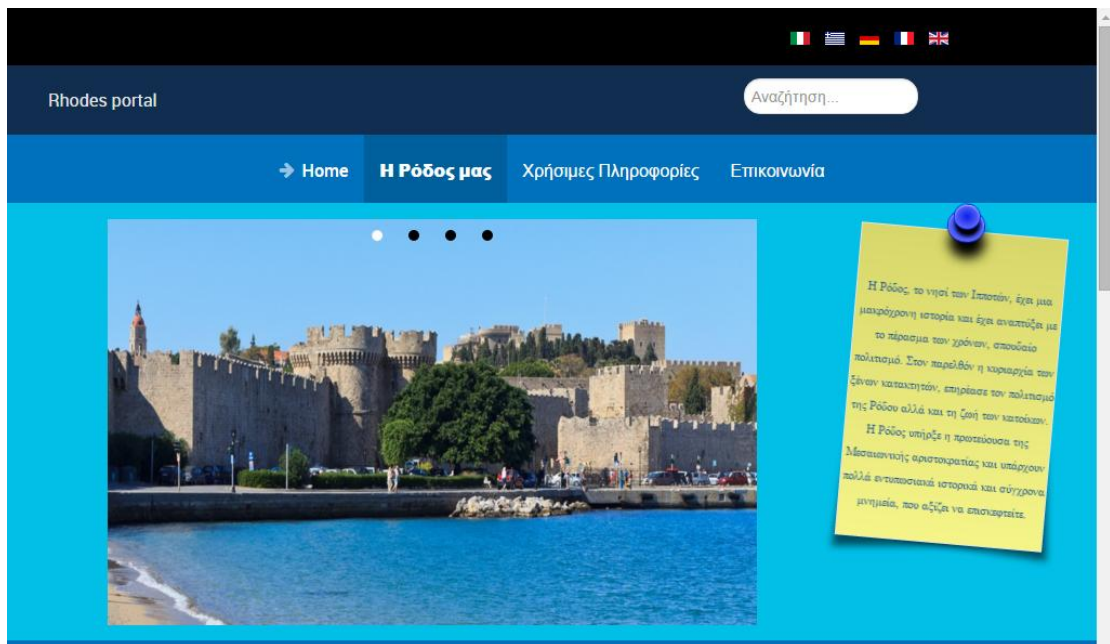 Rhodes portal
Αναζήτηση...
Home
Η Ρόδος μας
Χρήσιμες Πληροφορίες
Επικοινωνία
Η Ρόδος, το νησί των Ιπποτών, έχει μια
μακρόχρονη ιστορία και έχει αναπτύξει με
το πέρασμα των χρόνων, σπουδαίο
πολιτισμό. Στον παρελθόν η κυριαρχία των
ξένων κατακτητών, επηρέασε τον πολιτισμό
της Ρόδου αλλά και τη ζωή των κατοίκων.
Η Ρόδος υπήρξε η πρωτεύουσα της
Μεσαιωνικής αριστοκρατίας και υπάρχουν
πολλά εντυπωσιακά ιστορικά και σύγχρονα
μνημεία, που αξίζει να επισκεφτείτε.